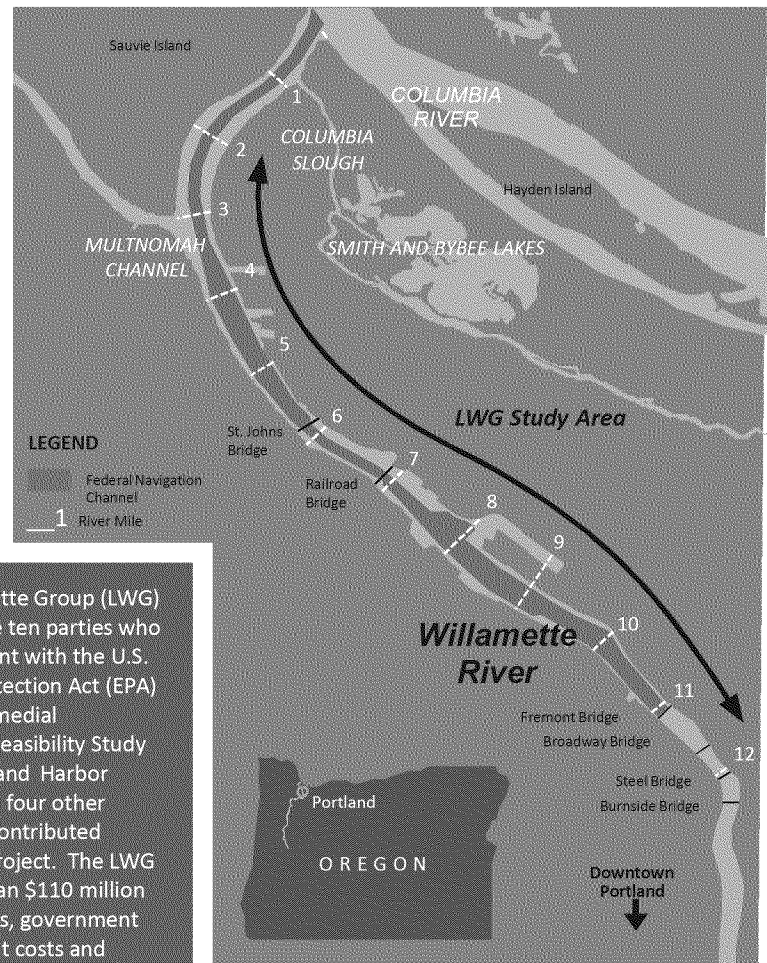 Sauvie Island
1
COLUMBIA
RIVER
COLUMBIA
SLOUGH
2
Hayden Island
3
MULTNOMAH
CHANNEL
SMITH AND BYBEE LAKES
4
5
LWG Study Area
6
St. Johns
Bridge
LEGEND
Federal Navigation
Channel
1 River Mile
7
Railroad
Bridge
8
9
Willamette
River
10
11
Fremont Bridge
Broadway Bridge
12
Steel Bridge
Burnside Bridge
Portland
OREGON
Downtown
Portland
tte Group (LWG)
e ten parties who
nt with the U.S.
tection Act (EPA)
medial
easibility Study
and Harbor
four other
ontributed
roject. The LWG
an $110 million
s, government
t costs and